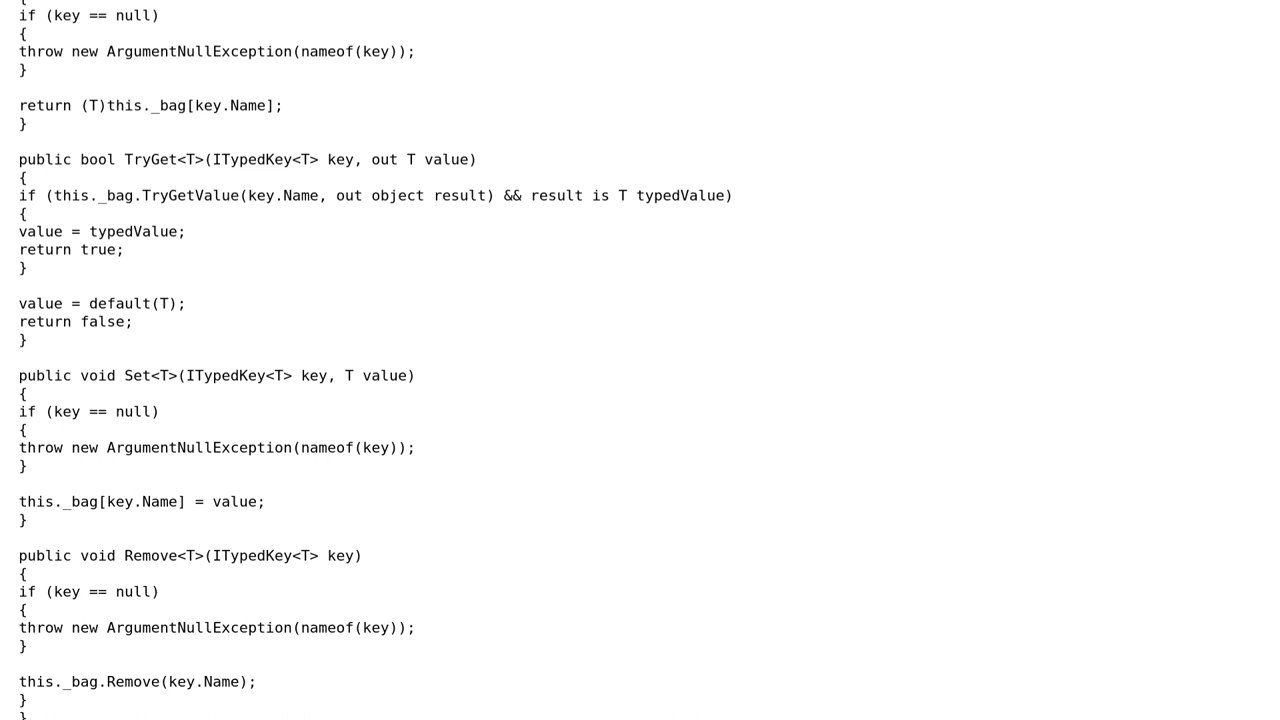 {
if (key == null)
{
throw new ArgumentNullException(nameof(key));
}

return (T)this._bag[key.Name];
}

public bool TryGet<T>(ITypedKey<T> key, out T value)
{
if (this._bag.TryGetValue(key.Name, out object result) && result is T typedValue)
{
value = typedValue;
return true;
}

value = default(T);
return false;
}

public void Set<T>(ITypedKey<T> key, T value)
{
if (key == null)
{
throw new ArgumentNullException(nameof(key));
}

this._bag[key.Name] = value;
}

public void Remove<T>(ITypedKey<T> key)
{
if (key == null)
{
throw new ArgumentNullException(nameof(key));
}

this._bag.Remove(key.Name);
}
}